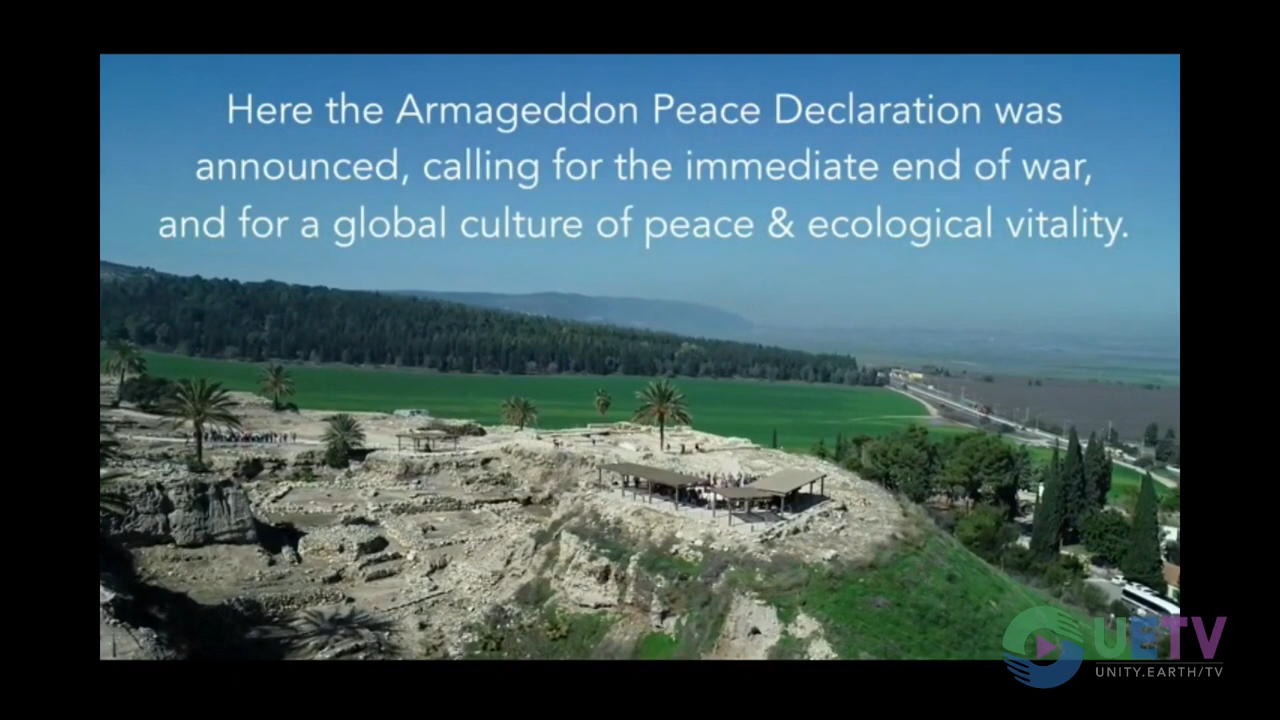 Here the Armageddon Peace Declaration was
announced, calling for the immediate end of war,
and for a global culture of peace & ecological vitality.
UETV
UNITY.EARTH/TV